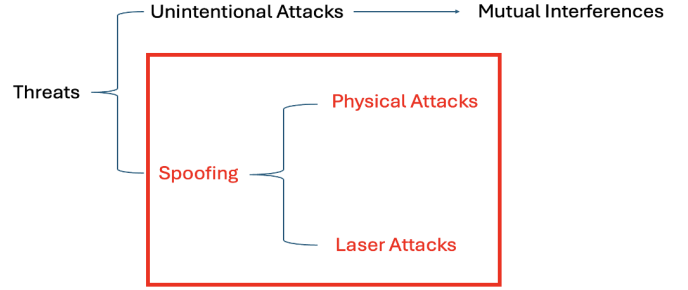 Unintentional Attacks
Mutual Interferences
Threats
Physical Attacks
Spoofing
Laser Attacks